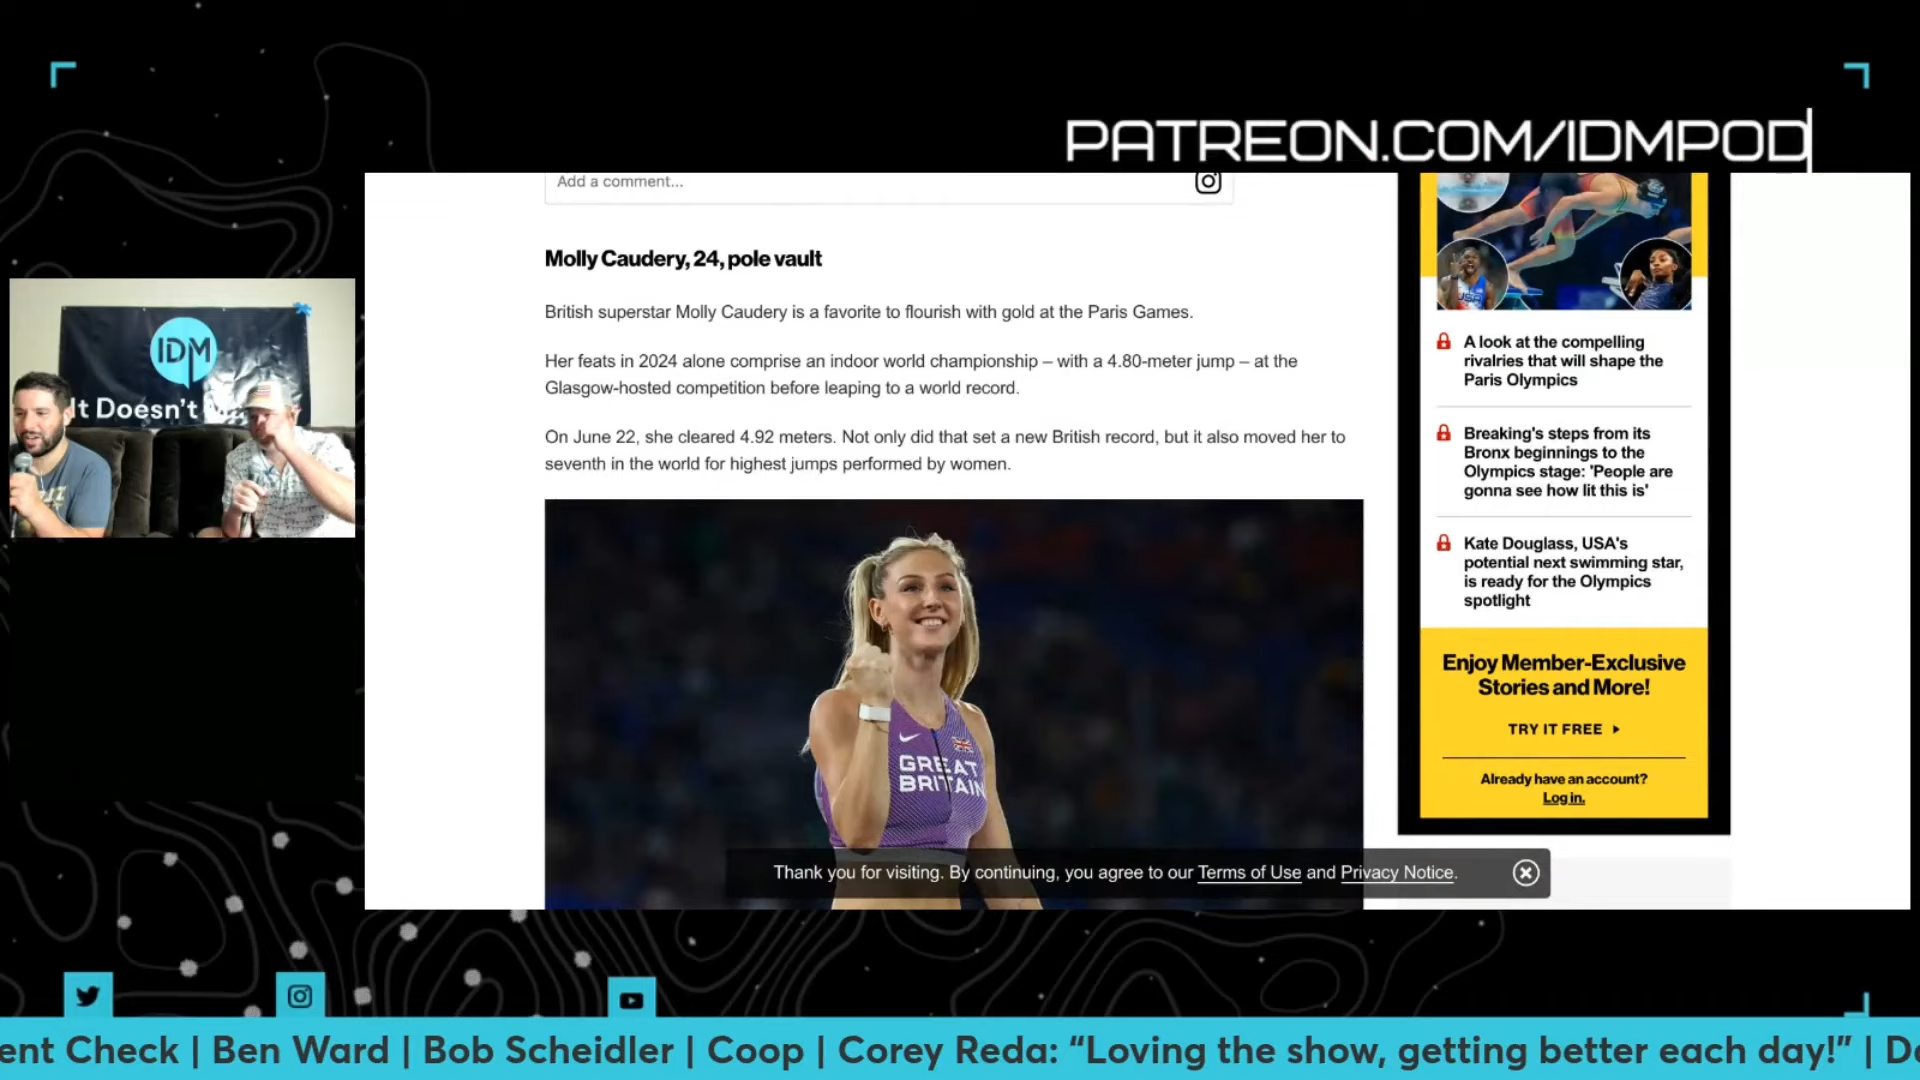 PATREON.COM/IDMPOD
Add a comment...
Molly Caudery, 24, pole vault
British superstar Molly Caudery is a favorite to flourish with gold at the Paris Games.
Her feats in 2024 alone comprise an indoor world championship – with a 4.80-meter jump – at the
Glasgow-hosted competition before leaping to a world record.
On June 22, she cleared 4.92 meters. Not only did that set a new British record, but it also moved her to
seventh in the world for highest jumps performed by women.
GREAT
BRITAIN
Thank you for visiting. By continuing, you agree to our Terms of Use and Privacy Notice.
USA
A look at the compelling
rivalries that will shape the
Paris Olympics
Breaking's steps from its
Bronx beginnings to the
Olympics stage: 'People are
gonna see how lit this is'
Kate Douglass, USA's
potential next swimming star,
is ready for the Olympics
spotlight
Enjoy Member-Exclusive
Stories and More!
TRY IT FREE
Already have an account?
Log in.
IDM
It Doesn't
ent Check | Ben Ward | Bob Scheidler | Coop | Corey Reda: “Loving the show, getting better each day!” | D